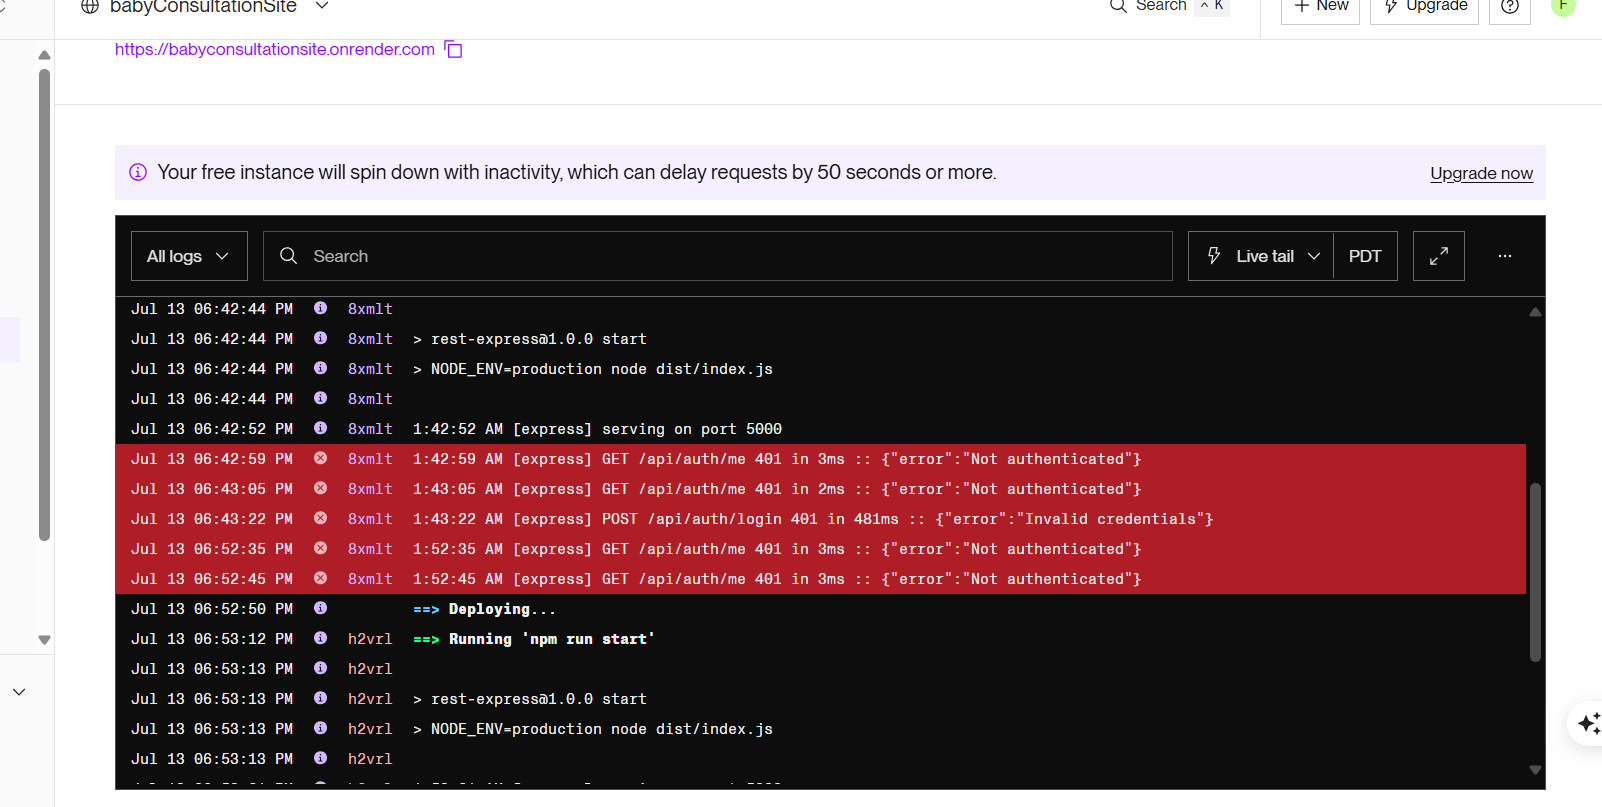 babyConsultationSite
Search ^ K
+ New
Upgrade
F
https://babyconsultationsite.onrender.com
Your free instance will spin down with inactivity, which can delay requests by 50 seconds or more.
Upgrade now
All logs
Search
Live tail
PDT
Jul 13 06:42:44 PM 8xmlt
Jul 13 06:42:44 PM 8xmlt > rest-express@1.0.0 start
Jul 13 06:42:44 PM 8xmlt > NODE_ENV=production node dist/index.js
Jul 13 06:42:44 PM 8xmlt
Jul 13 06:42:52 PM 8xmlt 1:42:52 AM [express] serving on port 5000
Jul 13 06:42:59 PM 8xmlt 1:42:59 AM [express] GET /api/auth/me 401 in 3ms :: {"error":"Not authenticated"}
Jul 13 06:43:05 PM 8xmlt 1:43:05 AM [express] GET /api/auth/me 401 in 2ms :: {"error":"Not authenticated"}
Jul 13 06:43:22 PM 8xmlt 1:43:22 AM [express] POST /api/auth/login 401 in 481ms :: {"error":"Invalid credentials"}
Jul 13 06:52:35 PM 8xmlt 1:52:35 AM [express] GET /api/auth/me 401 in 3ms :: {"error":"Not authenticated"}
Jul 13 06:52:45 PM 8xmlt 1:52:45 AM [express] GET /api/auth/me 401 in 3ms :: {"error":"Not authenticated"}
Jul 13 06:52:50 PM ==> Deploying...
Jul 13 06:53:12 PM h2vrl ==> Running 'npm run start'
Jul 13 06:53:13 PM h2vrl
Jul 13 06:53:13 PM h2vrl > rest-express@1.0.0 start
Jul 13 06:53:13 PM h2vrl > NODE_ENV=production node dist/index.js
Jul 13 06:53:13 PM h2vrl